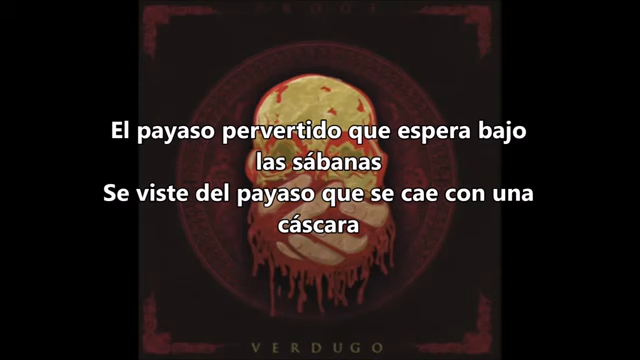 PROOF
El payaso pervertido que espera bajo
las sábanas
Se viste del payaso que se cae con una
cáscara
VERDUGO